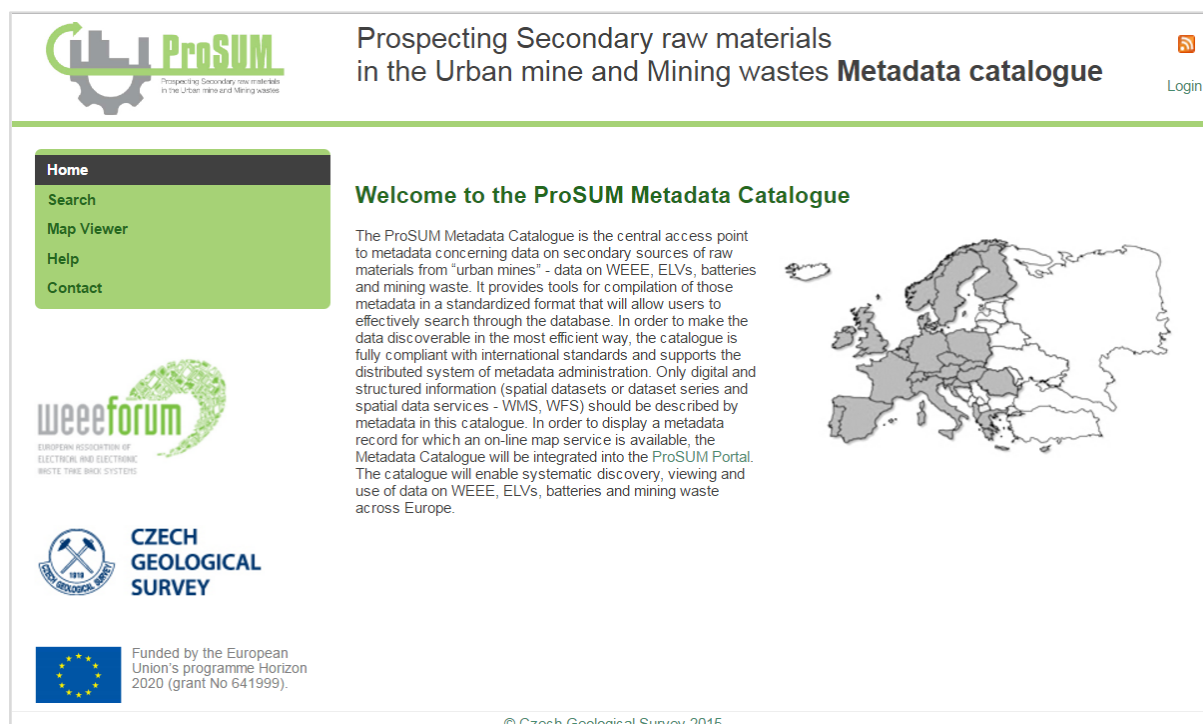 ProSUM
Prospecting Secondary raw materials
in the Urban mine and Mining wastes
Prospecting Secondary raw materials
in the Urban mine and Mining wastes Metadata catalogue
Login
Home
Search
Map Viewer
Help
Contact
Welcome to the ProSUM Metadata Catalogue
The ProSUM Metadata Catalogue is the central access point
to metadata concerning data on secondary sources of raw
materials from “urban mines” - data on WEEE, ELVs, batteries
and mining waste. It provides tools for compilation of those
metadata in a standardized format that will allow users to
effectively search through the database. In order to make the
data discoverable in the most efficient way, the catalogue is
fully compliant with international standards and supports the
distributed system of metadata administration. Only digital and
structured information (spatial datasets or dataset series and
spatial data services - WMS, WFS) should be described by
metadata in this catalogue. In order to display a metadata
record for which an on-line map service is available, the
Metadata Catalogue will be integrated into the ProSUM Portal.
The catalogue will enable systematic discovery, viewing and
use of data on WEEE, ELVs, batteries and mining waste
across Europe.
weeeforum
EUROPEAN ASSOCIATION OF
ELECTRICAL AND ELECTRONIC
WASTE TAKE BACK SYSTEMS
CZECH GEOLOGICAL SURVEY
1919
CZECH
GEOLOGICAL
SURVEY
Funded by the European
Union's programme Horizon
2020 (grant No 641999).
© Czech Geological Survey 2015